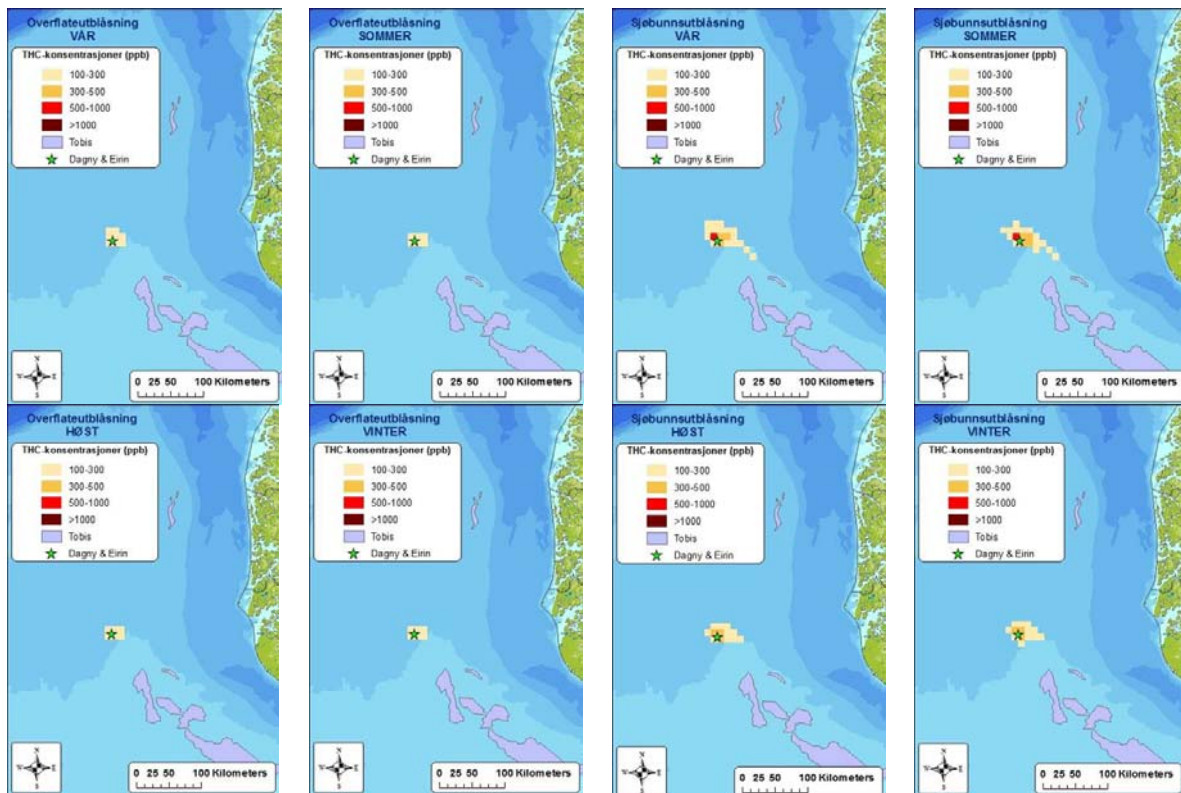 Overflateutblåsning
VÅR
THC-konsentrasjoner (ppb)
100-300
300-500
500-1000
>1000
Tobis
Dagny & Eirin
N
W E
S
0 25 50 100 Kilometers
Overflateutblåsning
SOMMER
THC-konsentrasjoner (ppb)
100-300
300-500
500-1000
>1000
Tobis
Dagny & Eirin
N
W E
S
0 25 50 100 Kilometers
Sjøbunnsutblåsning
VÅR
THC-konsentrasjoner (ppb)
100-300
300-500
500-1000
>1000
Tobis
Dagny & Eirin
N
W E
S
0 25 50 100 Kilometers
Sjøbunnsutblåsning
SOMMER
THC-konsentrasjoner (ppb)
100-300
300-500
500-1000
>1000
Tobis
Dagny & Eirin
N
W E
S
0 25 50 100 Kilometers
Overflateutblåsning
HØST
THC-konsentrasjoner (ppb)
100-300
300-500
500-1000
>1000
Tobis
Dagny & Eirin
N
W E
S
0 25 50 100 Kilometers
Overflateutblåsning
VINTER
THC-konsentrasjoner (ppb)
100-300
300-500
500-1000
>1000
Tobis
Dagny & Eirin
N
W E
S
0 25 50 100 Kilometers
Sjøbunnsutblåsning
HØST
THC-konsentrasjoner (ppb)
100-300
300-500
500-1000
>1000
Tobis
Dagny & Eirin
N
W E
S
0 25 50 100 Kilometers
Sjøbunnsutblåsning
VINTER
THC-konsentrasjoner (ppb)
100-300
300-500
500-1000
>1000
Tobis
Dagny & Eirin
N
W E
S
0 25 50 100 Kilometers